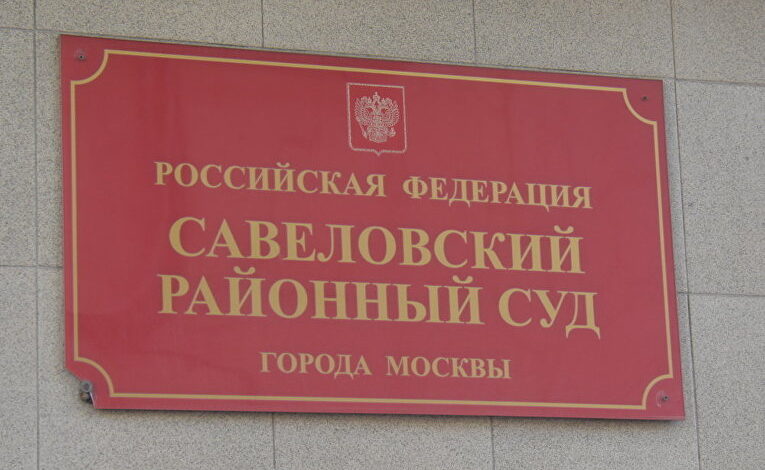 РОССИЙСКАЯ ФЕДЕРАЦИЯ
САВЕЛОВСКИЙ
РАЙОННЫЙ СУД
ГОРОДА МОСКВЫ